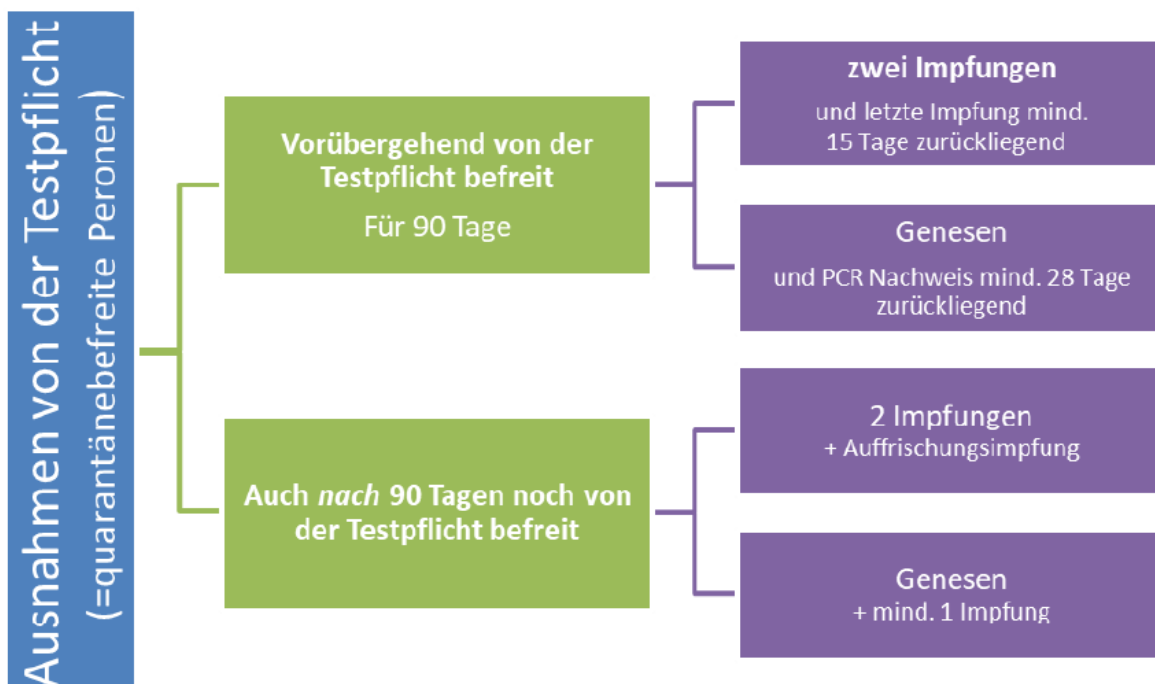 Ausnahmen von der Testpflicht
(=quarantänebefreite Peronen)
Vorübergehend von der
Testpflicht befreit
Für 90 Tage
zwei Impfungen
und letzte Impfung mind.
15 Tage zurückliegend
Genesen
und PCR Nachweis mind. 28 Tage
zurückliegend
Auch nach 90 Tagen noch von
der Testpflicht befreit
2 Impfungen
+ Auffrischungsimpfung
Genesen
+ mind. 1 Impfung